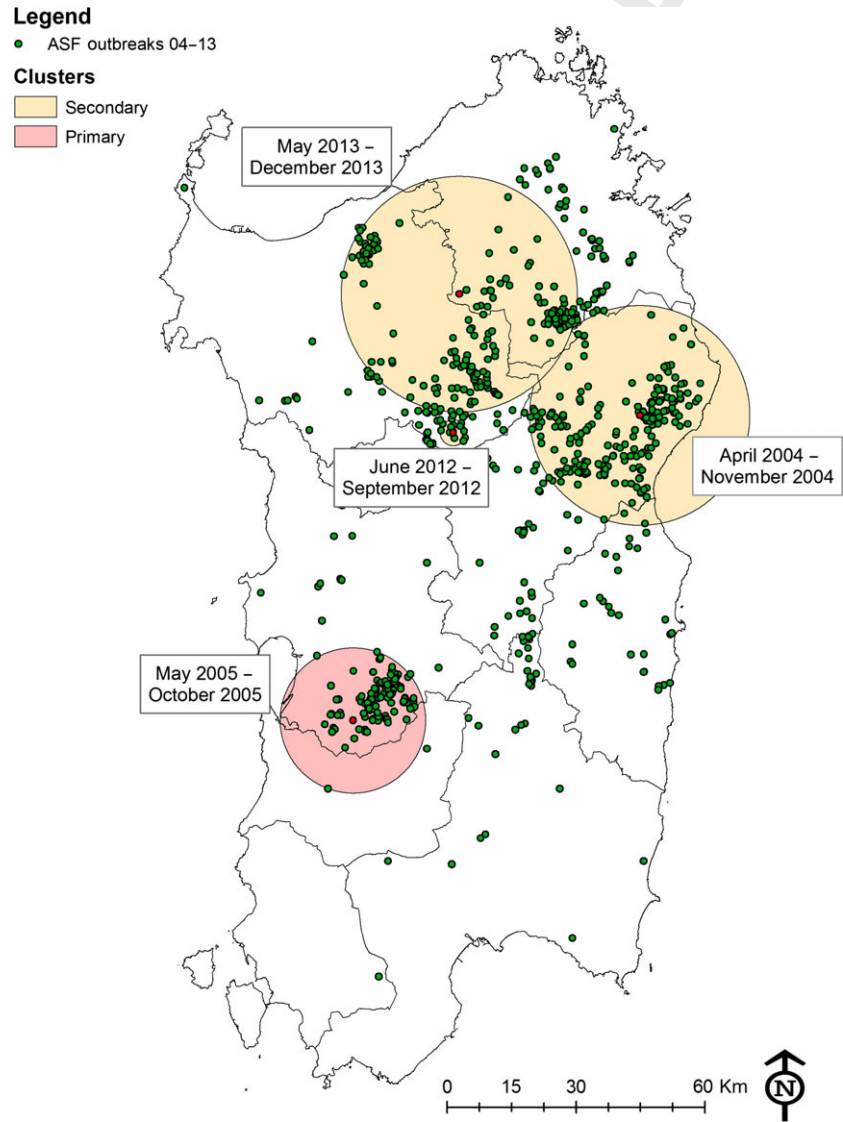 Legend
ASF outbreaks 04–13
Clusters
Secondary
Primary
May 2013 –
December 2013
June 2012 –
September 2012
April 2004 –
November 2004
May 2005 –
October 2005
0 15 30 60 Km
N